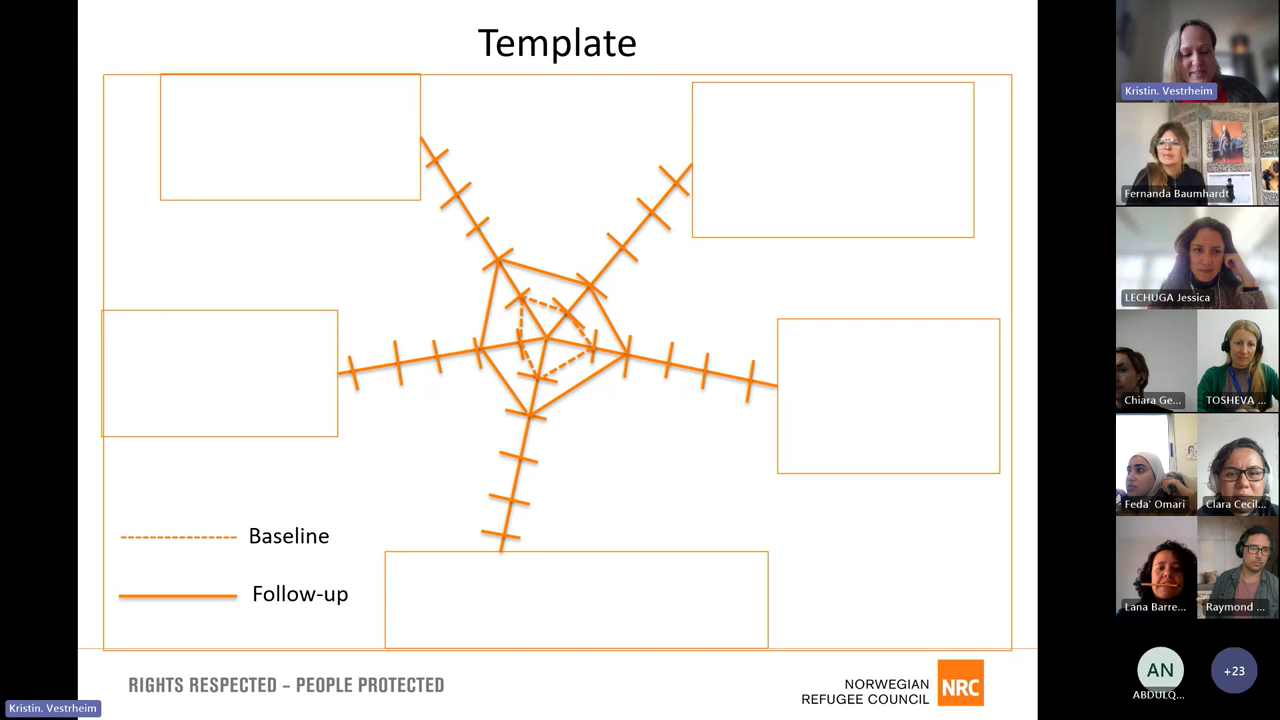 Template
Baseline
Follow-up
RIGHTS RESPECTED – PEOPLE PROTECTED
NORWEGIAN
REFUGEE COUNCIL
NRC
Kristin. Vestrheim
Kristin. Vestrheim
Fernanda Baumhardt
LECHUGA Jessica
Chiara Ge...
TOSHEVA ...
Feda' Omari
Clara Cecil...
Lana Barre...
Raymond ...
AN
ABDULQ...
+23